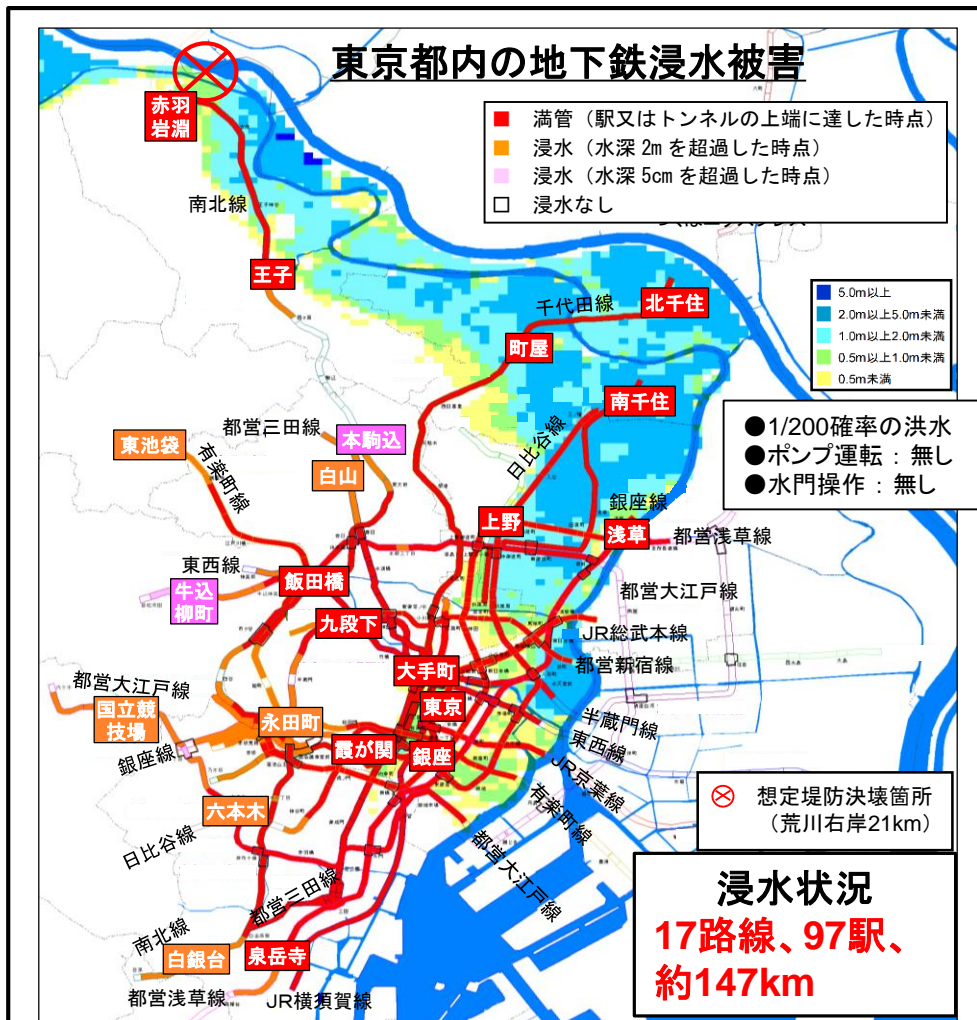 東京都内の地下鉄浸水被害
満管（駅又はトンネルの上端に達した時点）
浸水（水深 2m を超過した時点）
浸水（水深 5cm を超過した時点）
浸水なし
赤羽
岩淵
南北線
王子
千代田線
北千住
町屋
南千住
5.0m以上
2.0m以上5.0m未満
1.0m以上2.0m未満
0.5m以上1.0m未満
0.5m未満
●1/200確率の洪水
●ポンプ運転：無し
●水門操作：無し
都営三田線
本駒込
東池袋
白山
有楽町線
日比谷線
銀座線
上野
浅草
都営浅草線
東西線
飯田橋
牛込
柳町
都営大江戸線
九段下
JR総武本線
都営新宿線
大手町
都営大江戸線
国立競
技場
東京
永田町
半蔵門線
東西線
銀座線
霞が関
銀座
JR京葉線
有楽町線
六本木
日比谷線
都営大江戸線
想定堤防決壊箇所
（荒川右岸21km）
都営三田線
南北線
白銀台
泉岳寺
都営浅草線
JR横須賀線
浸水状況
17路線、97駅、
約147km